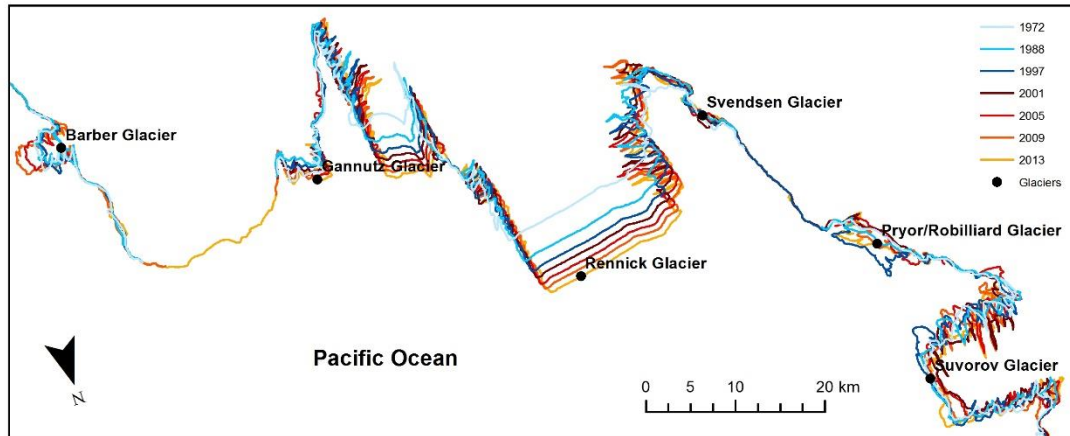 1972
1988
1997
2001
2005
2009
2013
Glaciers
Svendsen Glacier
Barber Glacier
Gannutz Glacier
Pryor/Robilliard Glacier
Rennick Glacier
Pacific Ocean
Suvorov Glacier
N
0 5 10 20 km